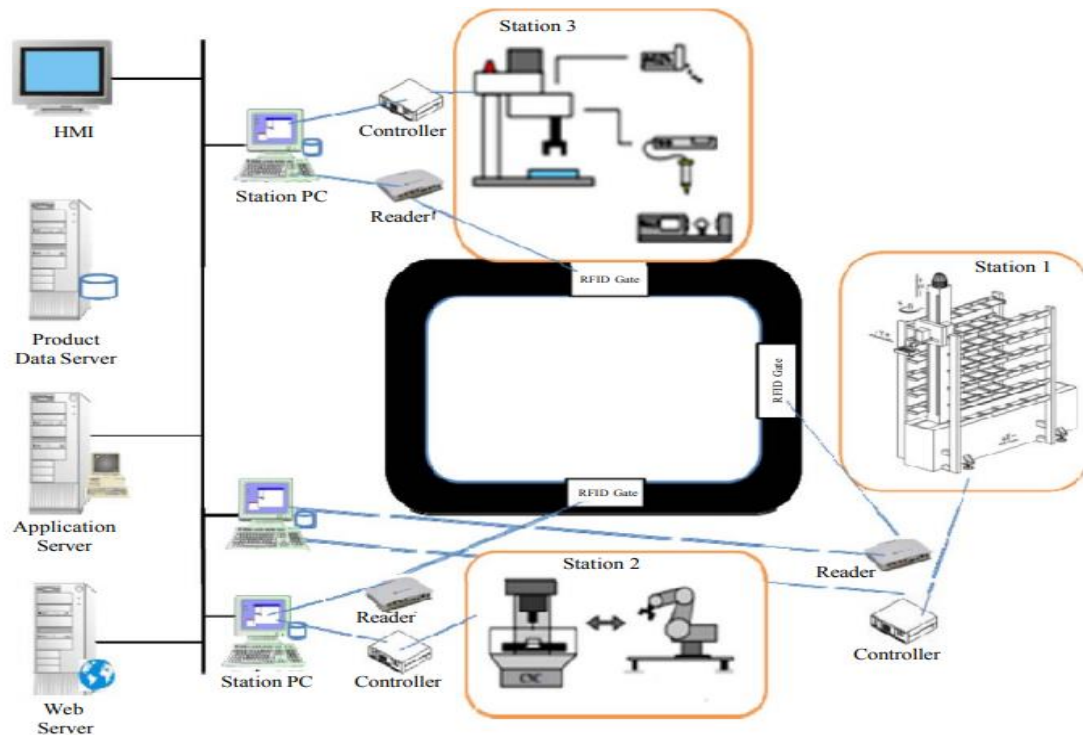 Station 3
HMI
Controller
Station PC
Reader
RFID Gate
Station 1
Product
Data Server
RFID Gate
RFID Gate
Application
Server
Station 2
Reader
Reader
Controller
Controller
Station PC
CNC
Web
Server